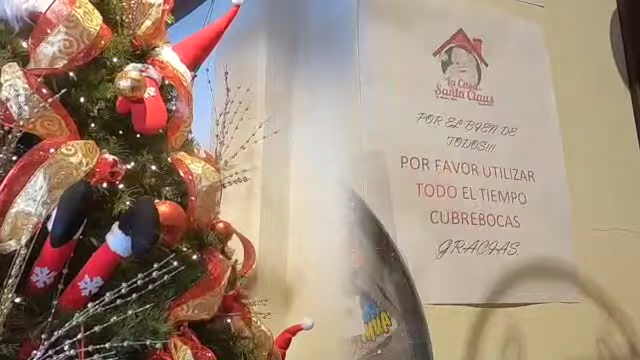 La Casa
Santa Claus
POR EL BIEN DE
TODOS!!!
POR FAVOR UTILIZAR
TODO EL TIEMPO
CUBREBOCAS
GRACIAS.